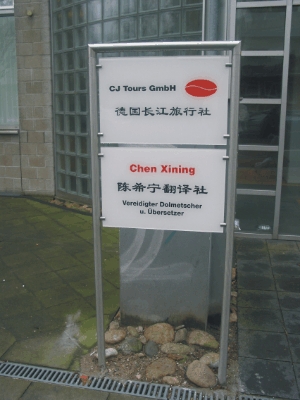 CJ Tours GmbH
德国长江旅行社
Chen Xining
陈希宁翻译社
Vereidigter Dolmetscher
u. Übersetzer